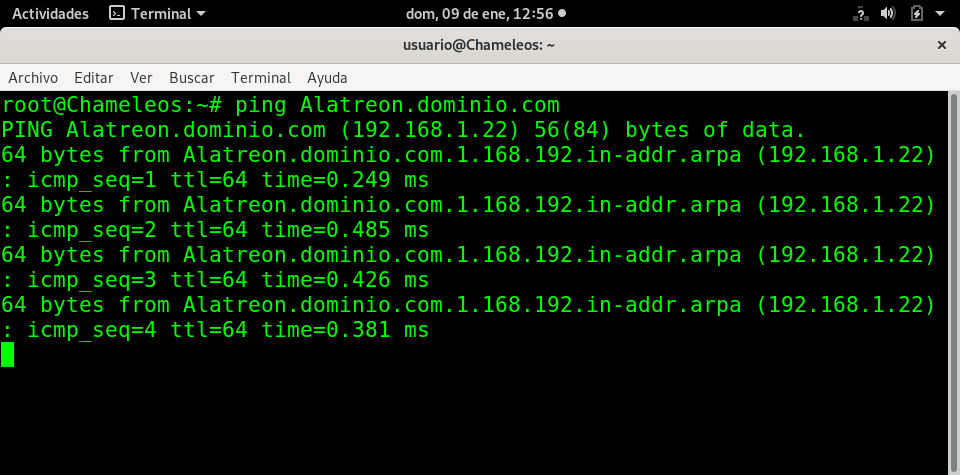 Actividades Terminal dom, 09 de ene, 12:56
usuario@Chameleos: ~
Archivo Editar Ver Buscar Terminal Ayuda
root@Chameleos:~# ping Alatreon.dominio.com
PING Alatreon.dominio.com (192.168.1.22) 56(84) bytes of data.
64 bytes from Alatreon.dominio.com.1.168.192.in-addr.arpa (192.168.1.22)
: icmp_seq=1 ttl=64 time=0.249 ms
64 bytes from Alatreon.dominio.com.1.168.192.in-addr.arpa (192.168.1.22)
: icmp_seq=2 ttl=64 time=0.485 ms
64 bytes from Alatreon.dominio.com.1.168.192.in-addr.arpa (192.168.1.22)
: icmp_seq=3 ttl=64 time=0.426 ms
64 bytes from Alatreon.dominio.com.1.168.192.in-addr.arpa (192.168.1.22)
: icmp_seq=4 ttl=64 time=0.381 ms